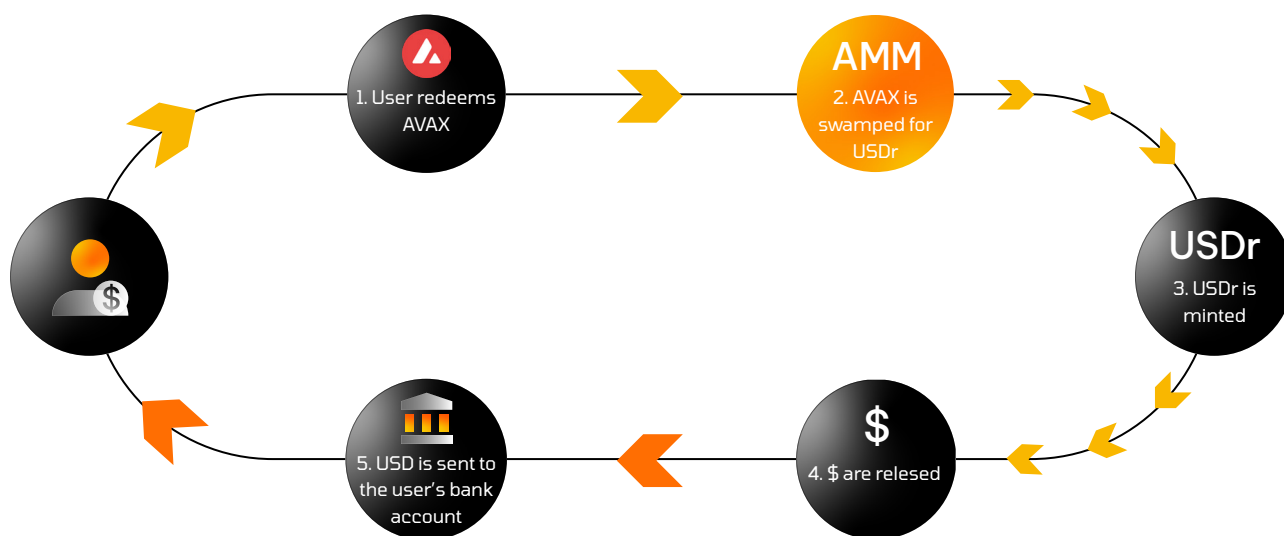 1. User redeems
AVAX
AMM
2. AVAX is
swamped for
USDr
USDr
3. USDr is
minted
$
4. $ are relesed
$
5. USD is sent to
the user's bank
account